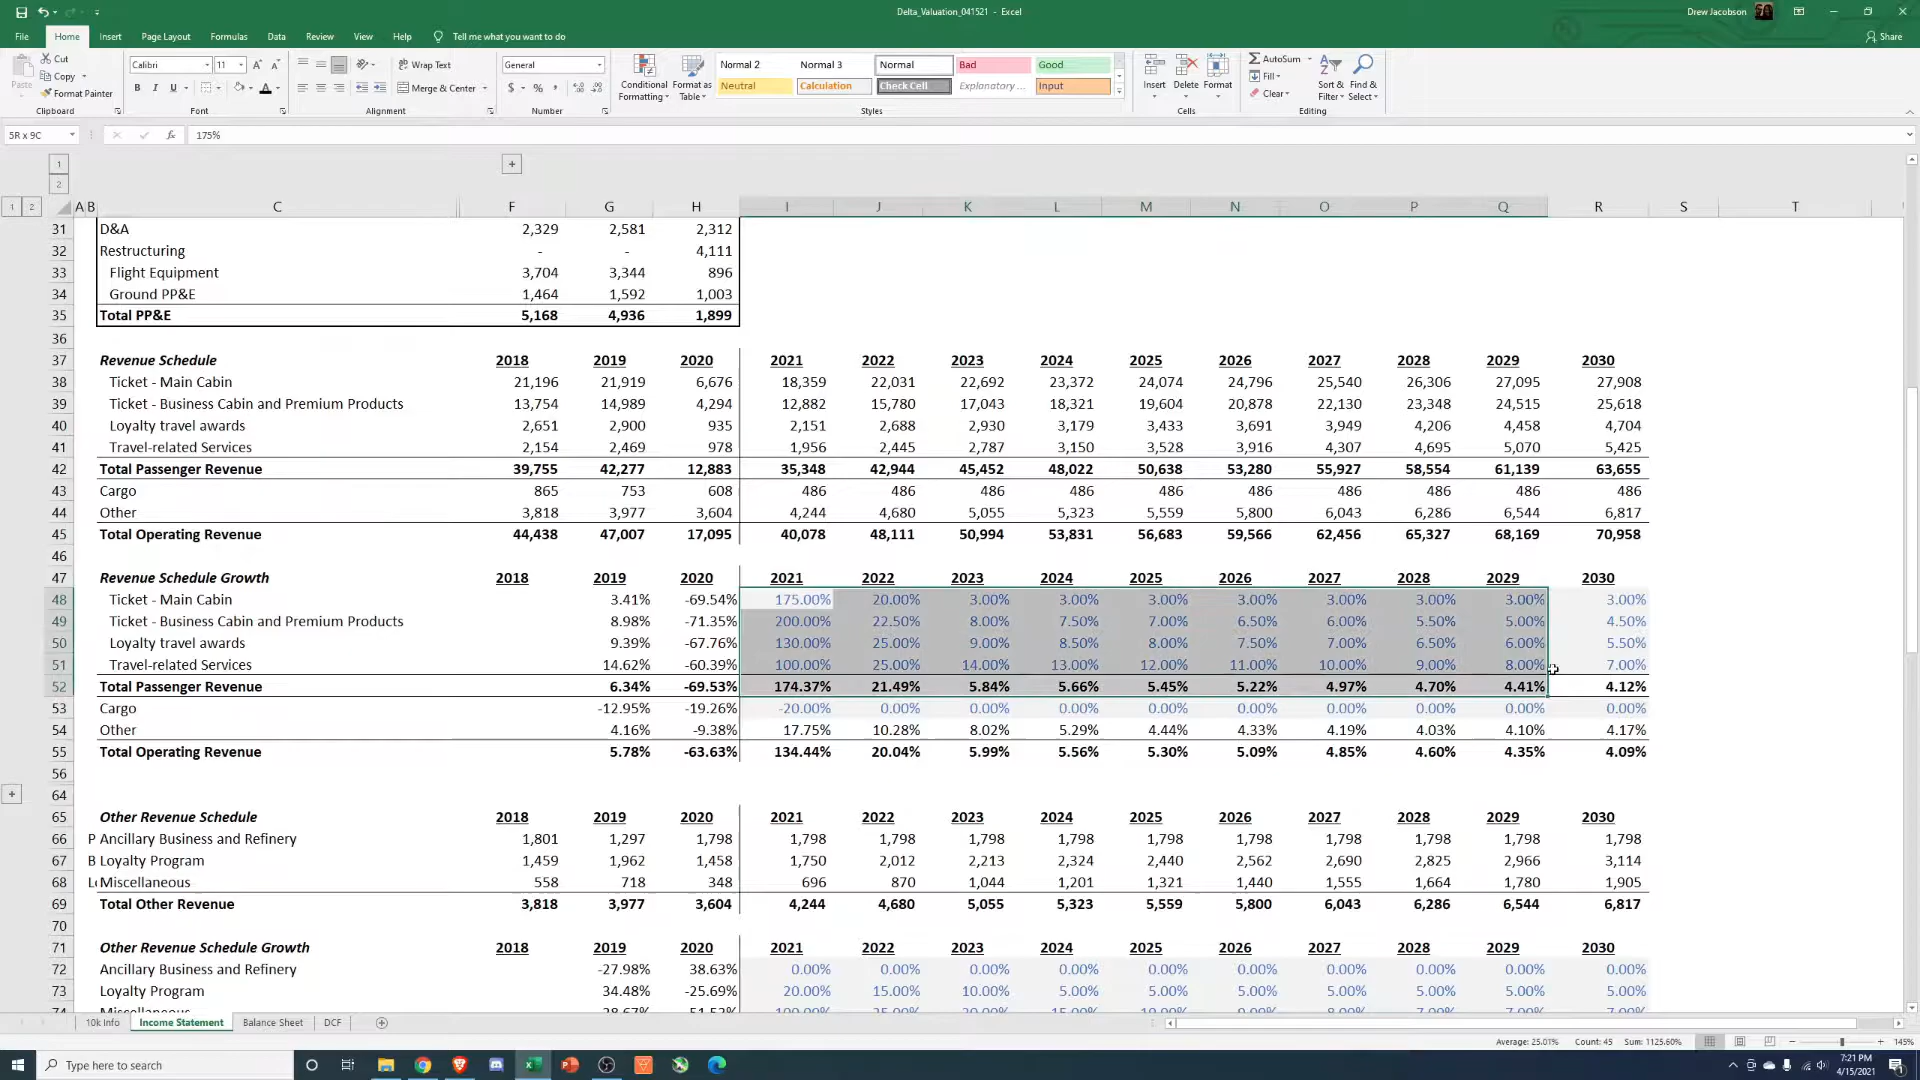 Delta_Valuation_041521 - Excel
Drew Jacobson
File Home Insert Page Layout Formulas Data Review View Help Tell me what you want to do
Share
Paste
Cut
Copy
Format Painter
Clipboard
Calibri 11
B I U
Font
Wrap Text
Merge & Center
Alignment
General
$ % ,
Number
Conditional Formatting
Format as Table
Normal 2 Normal 3 Normal Bad Good
Neutral Calculation Check Cell Explanatory ... Input
Styles
Insert Delete Format
Cells
AutoSum
Fill
Clear
Sort & Filter
Find & Select
Editing
5R x 9C fx 175%
1
2
1 2
A B C F G H I J K L M N O P Q R S T
31 D&A 2,329 2,581 2,312
32 Restructuring - - 4,111
33 Flight Equipment 3,704 3,344 896
34 Ground PP&E 1,464 1,592 1,003
35 Total PP&E 5,168 4,936 1,899
36
37 Revenue Schedule 2018 2019 2020 2021 2022 2023 2024 2025 2026 2027 2028 2029 2030
38 Ticket - Main Cabin 21,196 21,919 6,676 18,359 22,031 22,692 23,372 24,074 24,796 25,540 26,306 27,095 27,908
39 Ticket - Business Cabin and Premium Products 13,754 14,989 4,294 12,882 15,780 17,043 18,321 19,604 20,878 22,130 23,348 24,515 25,618
40 Loyalty travel awards 2,651 2,900 935 2,151 2,688 2,930 3,179 3,433 3,691 3,949 4,206 4,458 4,704
41 Travel-related Services 2,154 2,469 978 1,956 2,445 2,787 3,150 3,528 3,916 4,307 4,695 5,070 5,425
42 Total Passenger Revenue 39,755 42,277 12,883 35,348 42,944 45,452 48,022 50,638 53,280 55,927 58,554 61,139 63,655
43 Cargo 865 753 608 486 486 486 486 486 486 486 486 486 486
44 Other 3,818 3,977 3,604 4,244 4,680 5,055 5,323 5,559 5,800 6,043 6,286 6,544 6,817
45 Total Operating Revenue 44,438 47,007 17,095 40,078 48,111 50,994 53,831 56,683 59,566 62,456 65,327 68,169 70,958
46
47 Revenue Schedule Growth 2018 2019 2020 2021 2022 2023 2024 2025 2026 2027 2028 2029 2030
48 Ticket - Main Cabin 3.41% -69.54% 175.00% 20.00% 3.00% 3.00% 3.00% 3.00% 3.00% 3.00% 3.00% 3.00%
49 Ticket - Business Cabin and Premium Products 8.98% -71.35% 200.00% 22.50% 8.00% 7.50% 7.00% 6.50% 6.00% 5.50% 5.00% 4.50%
50 Loyalty travel awards 9.39% -67.76% 130.00% 25.00% 9.00% 8.50% 8.00% 7.50% 7.00% 6.50% 6.00% 5.50%
51 Travel-related Services 14.62% -60.39% 100.00% 25.00% 14.00% 13.00% 12.00% 11.00% 10.00% 9.00% 8.00% 7.00%
52 Total Passenger Revenue 6.34% -69.53% 174.37% 21.49% 5.84% 5.66% 5.45% 5.22% 4.97% 4.70% 4.41% 4.12%
53 Cargo -12.95% -19.26% -20.00% 0.00% 0.00% 0.00% 0.00% 0.00% 0.00% 0.00% 0.00% 0.00%
54 Other 4.16% -9.38% 17.75% 10.28% 8.02% 5.29% 4.44% 4.33% 4.19% 4.03% 4.10% 4.17%
55 Total Operating Revenue 5.78% -63.63% 134.44% 20.04% 5.99% 5.56% 5.30% 5.09% 4.85% 4.60% 4.35% 4.09%
56
64
65 Other Revenue Schedule 2018 2019 2020 2021 2022 2023 2024 2025 2026 2027 2028 2029 2030
66 P Ancillary Business and Refinery 1,801 1,297 1,798 1,798 1,798 1,798 1,798 1,798 1,798 1,798 1,798 1,798 1,798
67 B Loyalty Program 1,459 1,962 1,458 1,750 2,012 2,213 2,324 2,440 2,562 2,690 2,825 2,966 3,114
68 Miscellaneous 558 718 348 696 870 1,044 1,201 1,321 1,440 1,555 1,664 1,780 1,905
69 Total Other Revenue 3,818 3,977 3,604 4,244 4,680 5,055 5,323 5,559 5,800 6,043 6,286 6,544 6,817
70
71 Other Revenue Schedule Growth 2018 2019 2020 2021 2022 2023 2024 2025 2026 2027 2028 2029 2030
72 Ancillary Business and Refinery -27.98% 38.63% 0.00% 0.00% 0.00% 0.00% 0.00% 0.00% 0.00% 0.00% 0.00% 0.00%
73 Loyalty Program 34.48% -25.69% 20.00% 15.00% 10.00% 5.00% 5.00% 5.00% 5.00% 5.00% 5.00% 5.00%
10k Info Income Statement Balance Sheet DCF
Average: 25.01% Count: 45 Sum: 1125.60% 145%
Type here to search
7:21 PM
4/15/2021